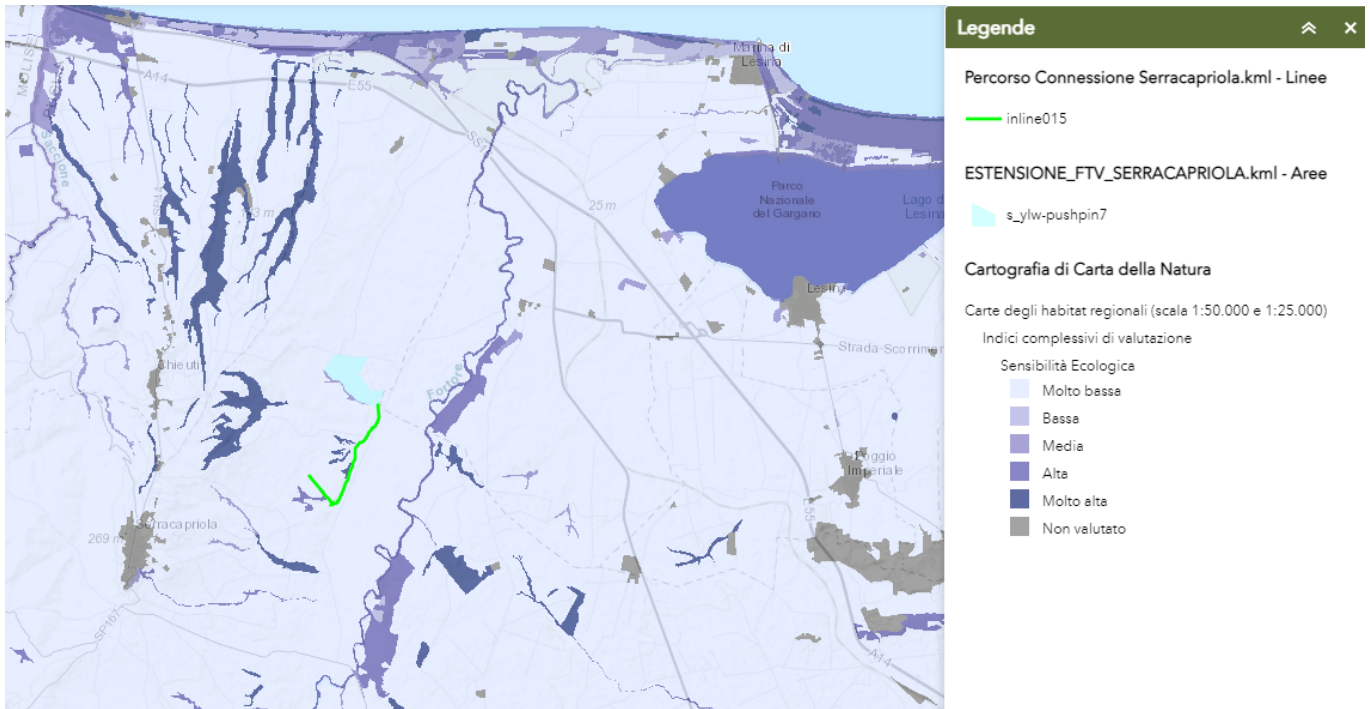 Marina di
Lesina
MOLISE
A14
E55
SS16
Saccione
25 m
Parco
Nazionale
del Gargano
Lago di
Lesina
Lesina
Strada Scorrimen
Chieuti
Fortore
Poggio
Imperiale
Serracapriola
269 m
E55
A14
Legende
Percorso Connessione Serracapriola.kml - Linee
inline015
ESTENSIONE_FTV_SERRACAPRIOLA.kml - Aree
s_ylw-pushpin7
Cartografia di Carta della Natura
Carte degli habitat regionali (scala 1:50.000 e 1:25.000)
Indici complessivi di valutazione
Sensibilità Ecologica
Molto bassa
Bassa
Media
Alta
Molto alta
Non valutato